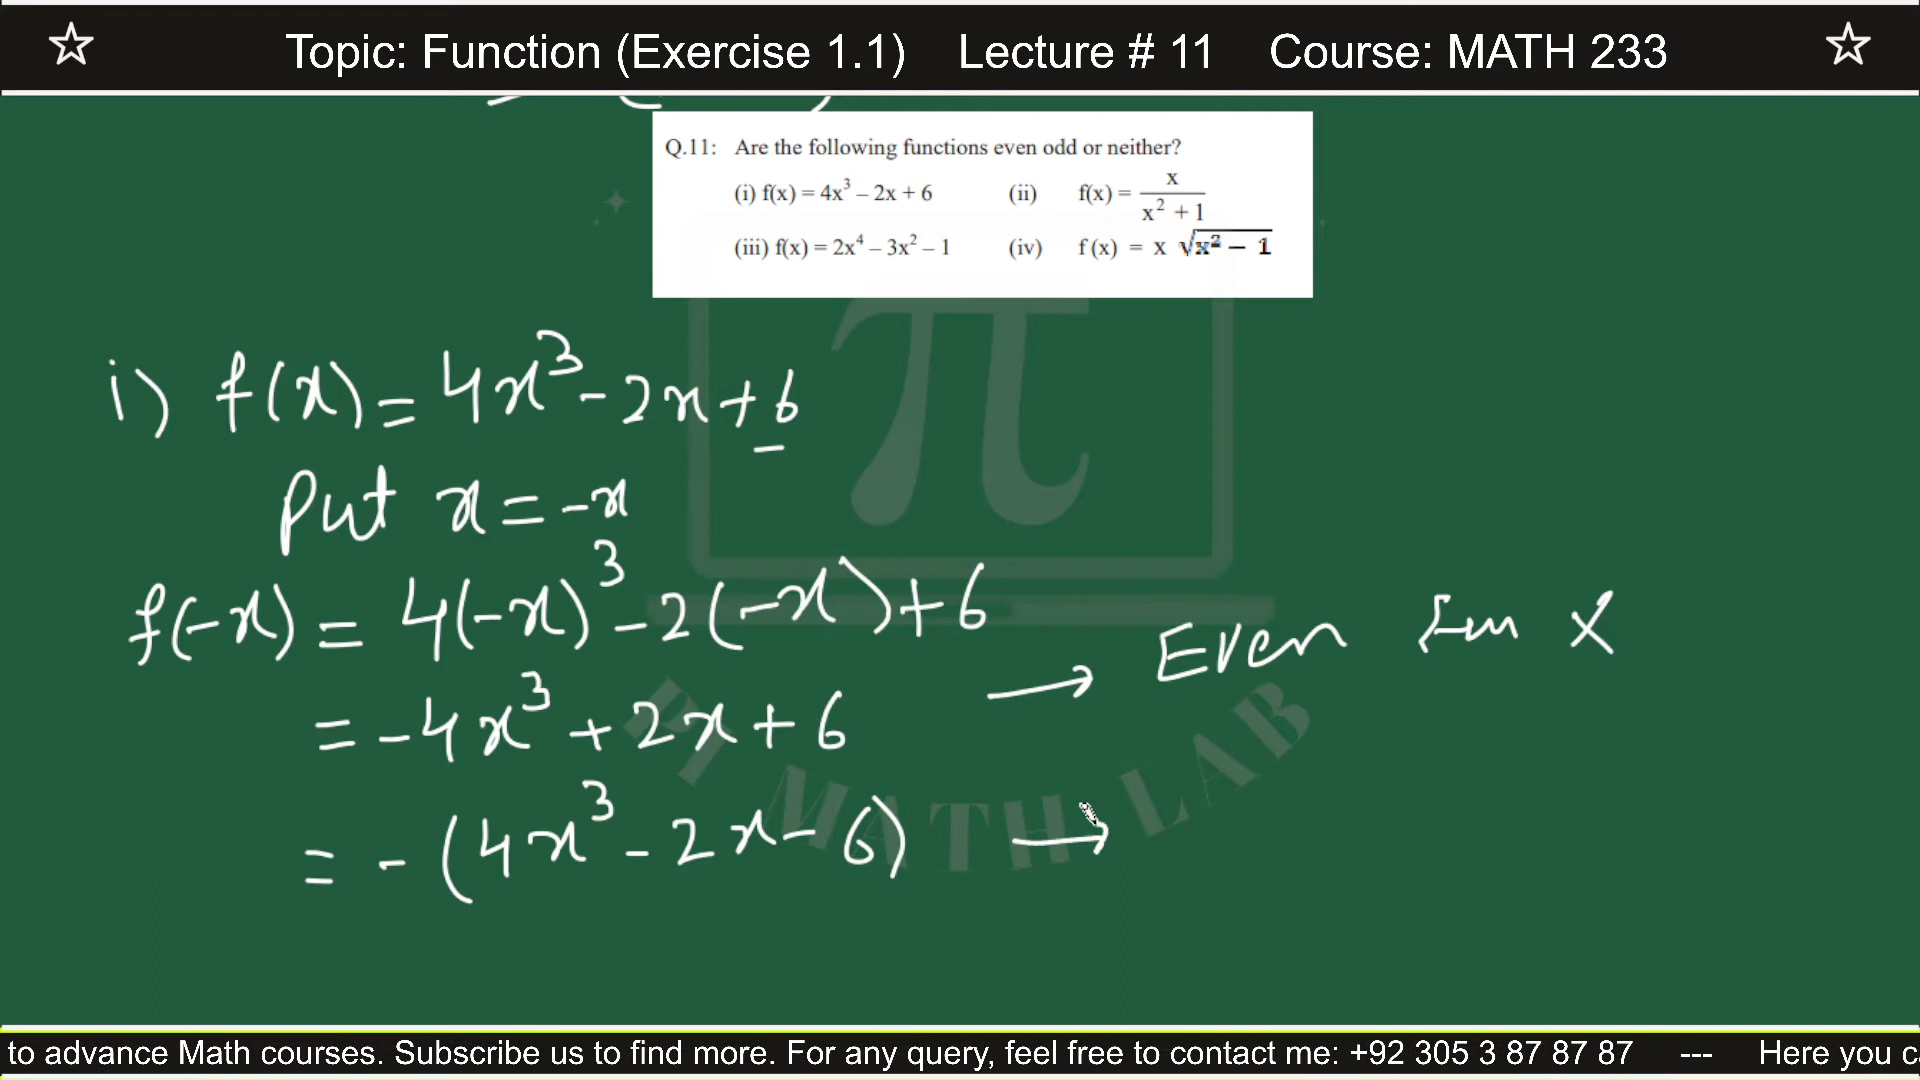 ☆ Topic: Function (Exercise 1.1) Lecture # 11 Course: MATH 233 ☆
Q.11: Are the following functions even odd or neither?
(i) f(x) = 4x³ – 2x + 6 (ii) f(x) = x / (x² + 1)
(iii) f(x) = 2x⁴ – 3x² – 1 (iv) f (x) = x √(x² – 1)
i) f(x) = 4x³ - 2x + 6
Put x = -x
f(-x) = 4(-x)³ - 2(-x) + 6
→ Even fun X
= -4x³ + 2x + 6
= - (4x³ - 2x - 6) →
π
PI MATH LAB
to advance Math courses. Subscribe us to find more. For any query, feel free to contact me: +92 305 3 87 87 87 --- Here you c